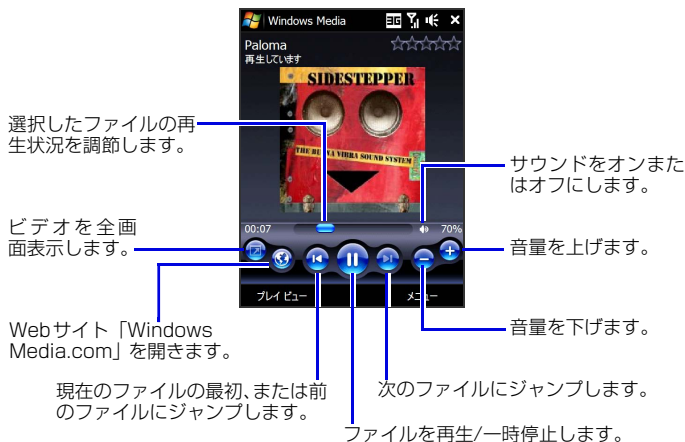 Windows Media
3G
Paloma
再生しています
SIDESTEPPER
THE BUENA VIBRA SOUND SYSTEM
選択したファイルの再
生状況を調節します。
サウンドをオンまた
はオフにします。
00:07
70%
ビデオを全画
面表示します。
音量を上げます。
プレイ ビュー
メニュー
Webサイト「Windows
Media.com」を開きます。
音量を下げます。
現在のファイルの最初、または前
のファイルにジャンプします。
次のファイルにジャンプします。
ファイルを再生/一時停止します。